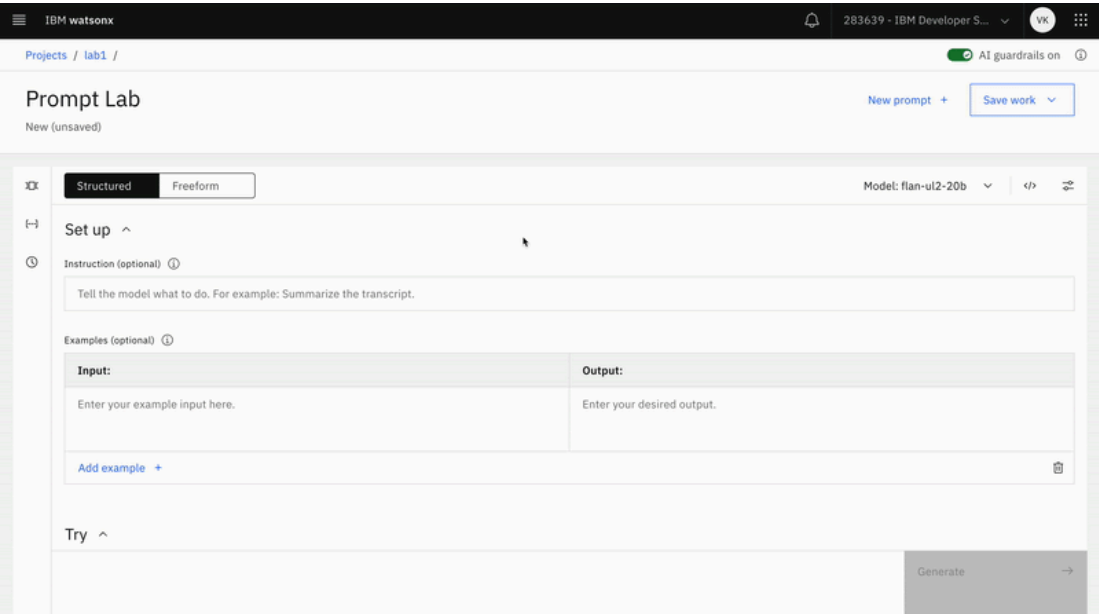 IBM watsonx
283639 - IBM Developer S...
VK
Projects / lab1 /
AI guardrails on
Prompt Lab
New prompt +
Save work
New (unsaved)
Structured
Freeform
Model: flan-ul2-20b
</>
Set up
Instruction (optional)
Tell the model what to do. For example: Summarize the transcript.
Examples (optional)
Input:
Output:
Enter your example input here.
Enter your desired output.
Add example +
Try
Generate